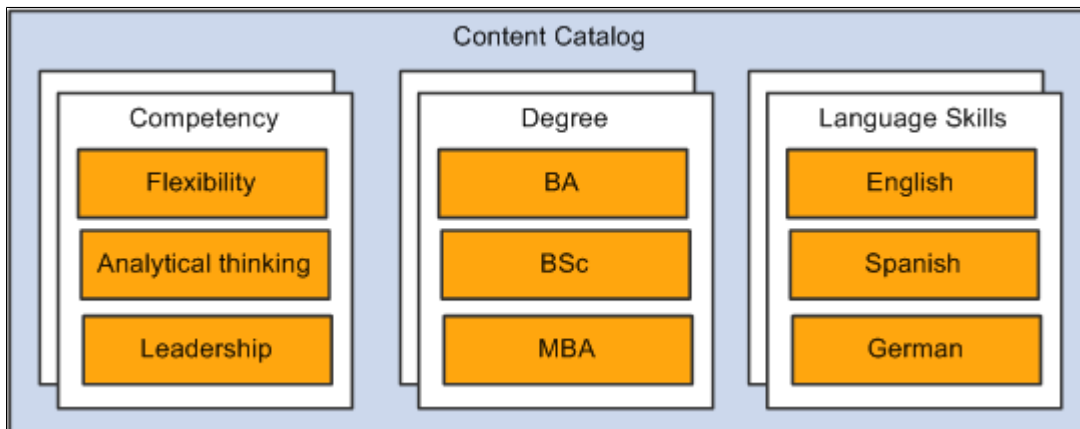 Content Catalog
Competency
Flexibility
Analytical thinking
Leadership
Degree
BA
BSc
MBA
Language Skills
English
Spanish
German